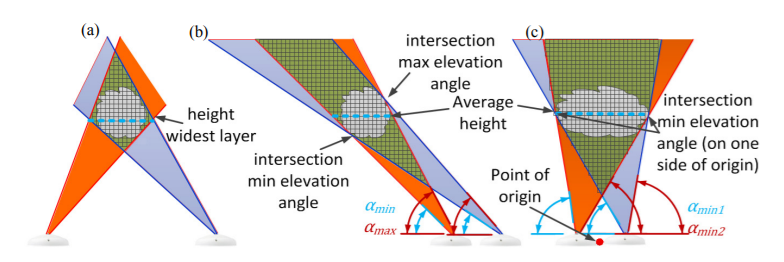 (a)
height
widest layer
(b)
intersection
max elevation
angle
Average
height
intersection
min elevation
angle
αmin
αmax
(c)
intersection
min elevation
angle (on one
side of origin)
Point of
origin
αmin1
αmin2